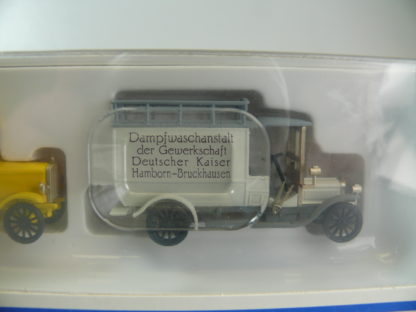 Dampfwaschanstalt
der Gewerkschaft
Deutscher Kaiser
Hamborn-Bruckhausen